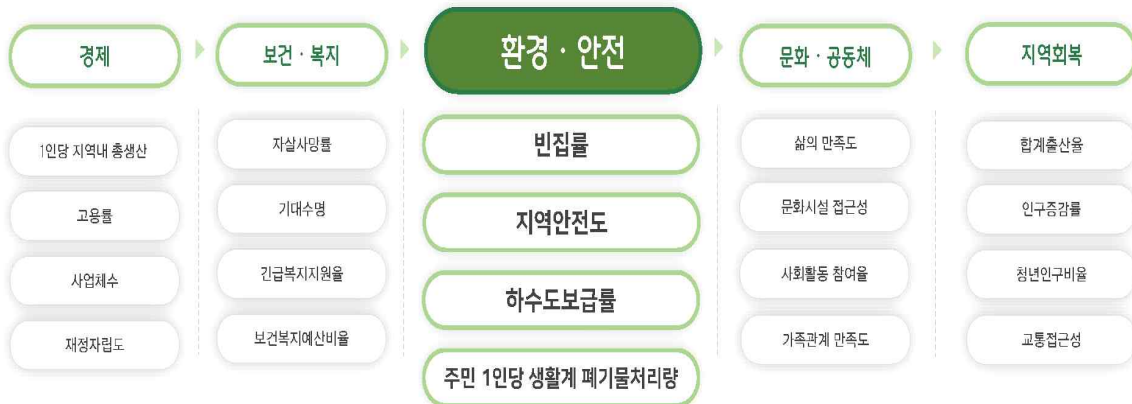 경제
보건 · 복지
환경 · 안전
문화 · 공동체
지역회복
1인당 지역내 총생산
고용률
사업체수
재정자립도
자살사망률
기대수명
긴급복지지원율
보건복지예산비율
빈집률
지역안전도
하수도보급률
주민 1인당 생활계 폐기물처리량
삶의 만족도
문화시설 접근성
사회활동 참여율
가족관계 만족도
합계출산율
인구증감률
청년인구비율
교통접근성